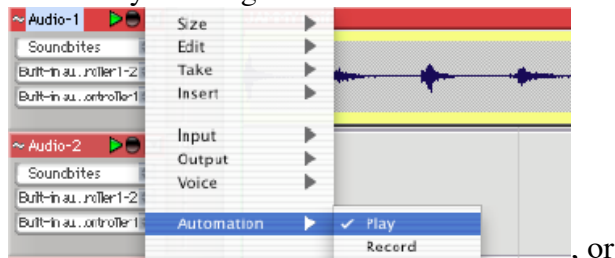 Audio-1
Soundbites
Built-in au...roller1-2
Built-in au...ontroller1
Size
Edit
Take
Insert
Input
Output
Voice
Automation
Play
Record
Audio-2
Soundbites
Built-in au...roller1-2
Built-in au...ontroller1
, or